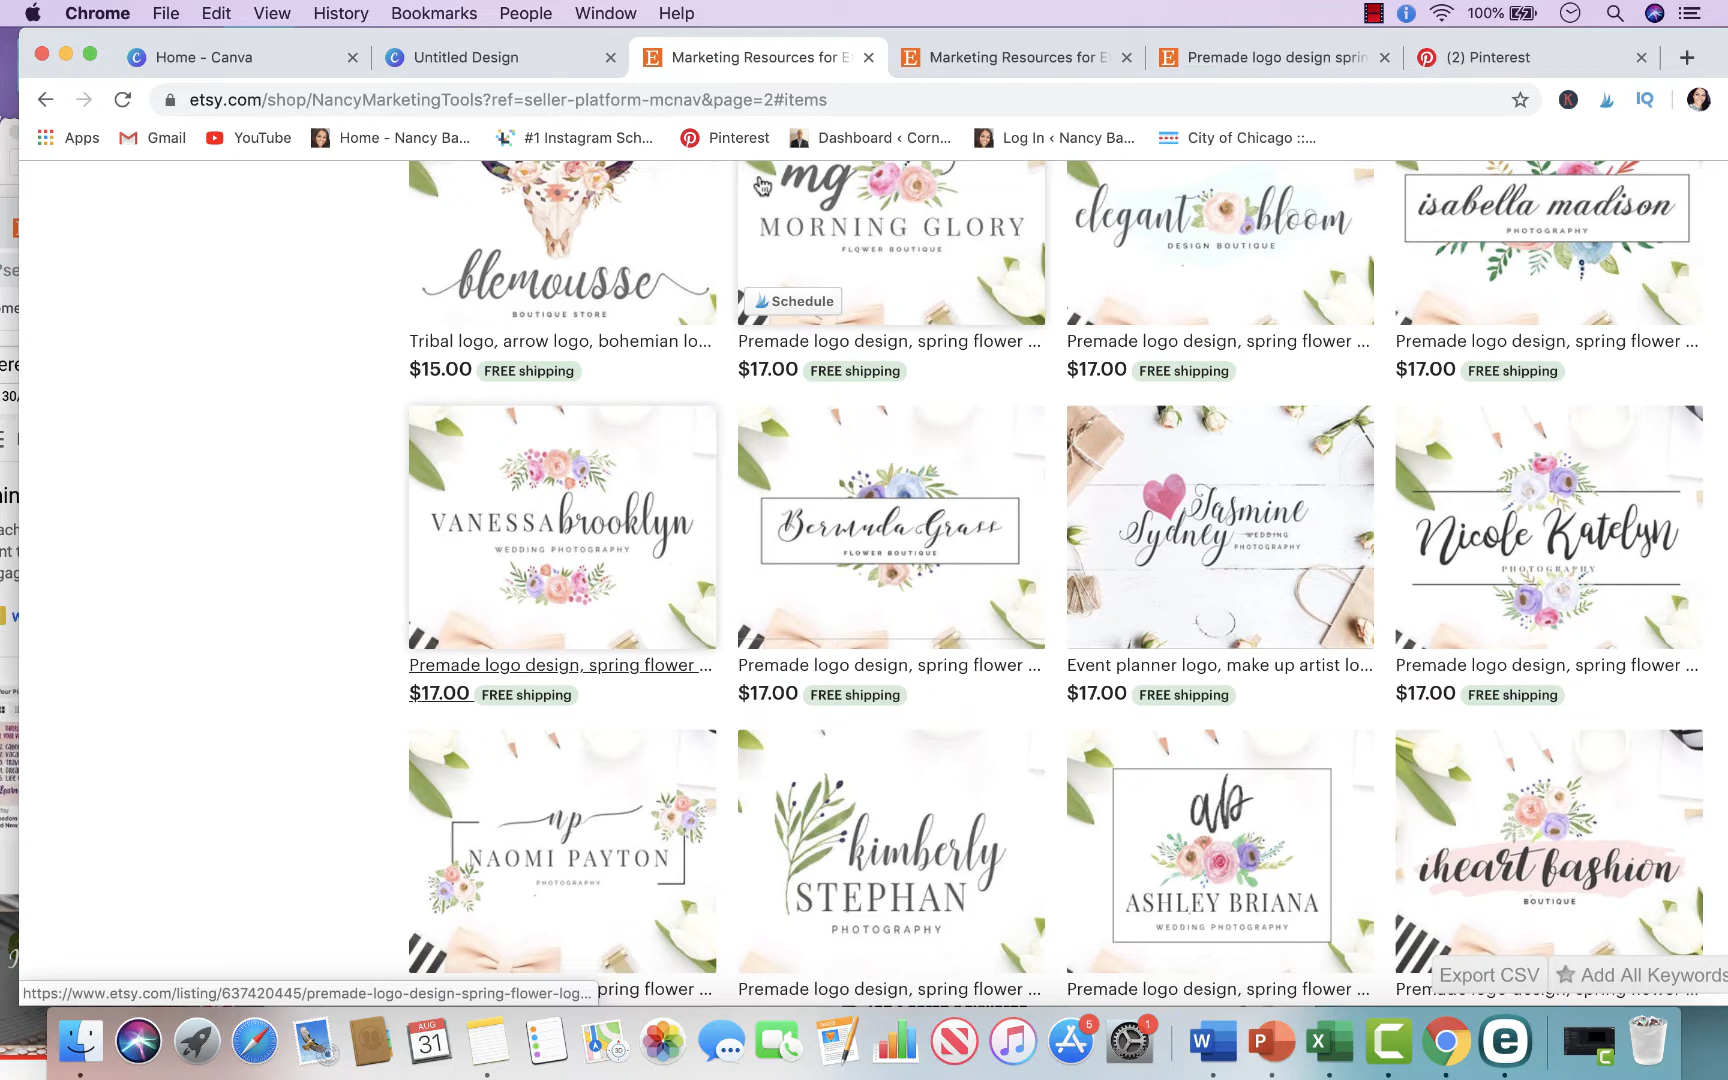 Chrome File Edit View History Bookmarks People Window Help 100%
Home - Canva
Untitled Design
Marketing Resources for E
Marketing Resources for E
Premade logo design sprin
(2) Pinterest
etsy.com/shop/NancyMarketingTools?ref=seller-platform-mcnav&page=2#items
Apps Gmail YouTube Home - Nancy Ba... #1 Instagram Sch... Pinterest Dashboard ‹ Corn... Log In ‹ Nancy Ba... City of Chicago ::...
blemousse
BOUTIQUE STORE
mg
MORNING GLORY
FLOWER BOUTIQUE
Schedule
elegant bloom
DESIGN BOUTIQUE
isabella madison
PHOTOGRAPHY
Tribal logo, arrow logo, bohemian lo...
$15.00 FREE shipping
Premade logo design, spring flower ...
$17.00 FREE shipping
Premade logo design, spring flower ...
$17.00 FREE shipping
Premade logo design, spring flower ...
$17.00 FREE shipping
VANESSA brooklyn
WEDDING PHOTOGRAPHY
Bermuda Grass
FLOWER BOUTIQUE
Jasmine
Sydney
WEDDING
PHOTOGRAPHY
Nicole Katelyn
PHOTOGRAPHY
Premade logo design, spring flower ...
$17.00 FREE shipping
Premade logo design, spring flower ...
$17.00 FREE shipping
Event planner logo, make up artist lo...
$17.00 FREE shipping
Premade logo design, spring flower ...
$17.00 FREE shipping
np
NAOMI PAYTON
PHOTOGRAPHY
kimberly
STEPHAN
PHOTOGRAPHY
ab
ASHLEY BRIANA
WEDDING PHOTOGRAPHY
iheart fashion
BOUTIQUE
Export CSV Add All Keywords
https://www.etsy.com/listing/637420445/premade-logo-design-spring-flower-log...
spring flower ...
Premade logo design, spring flower ...
Premade logo design, spring flower ...
AUG
31
5
1